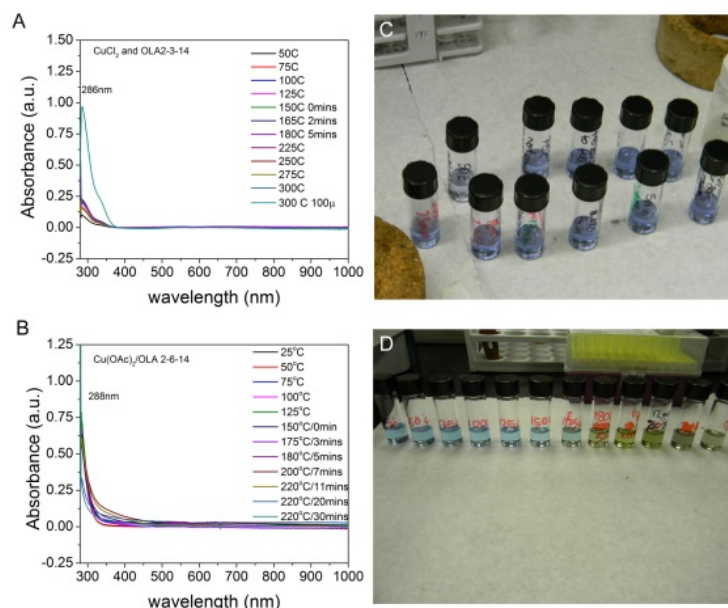 A
CuCl2 and OLA2-3-14
286nm
Absorbance (a.u.)
1.50
1.25
1.00
0.75
0.50
0.25
0.00
-0.25
50C
75C
100C
125C
150C 0mins
165C 2mins
180C 5mins
225C
250C
275C
300C
300 C 100μ
300 400 500 600 700 800 900 1000
wavelength (nm)
B
Cu(OAc)2/OLA 2-6-14
288nm
Absorbance (a.u.)
1.25
1.00
0.75
0.50
0.25
0.00
-0.25
25°C
50°C
75°C
100°C
125°C
150°C/0min
175°C/3mins
180°C/5mins
200°C/7mins
220°C/11mins
220°C/20mins
220°C/30mins
300 400 500 600 700 800 900 1000
wavelength (nm)
C
D